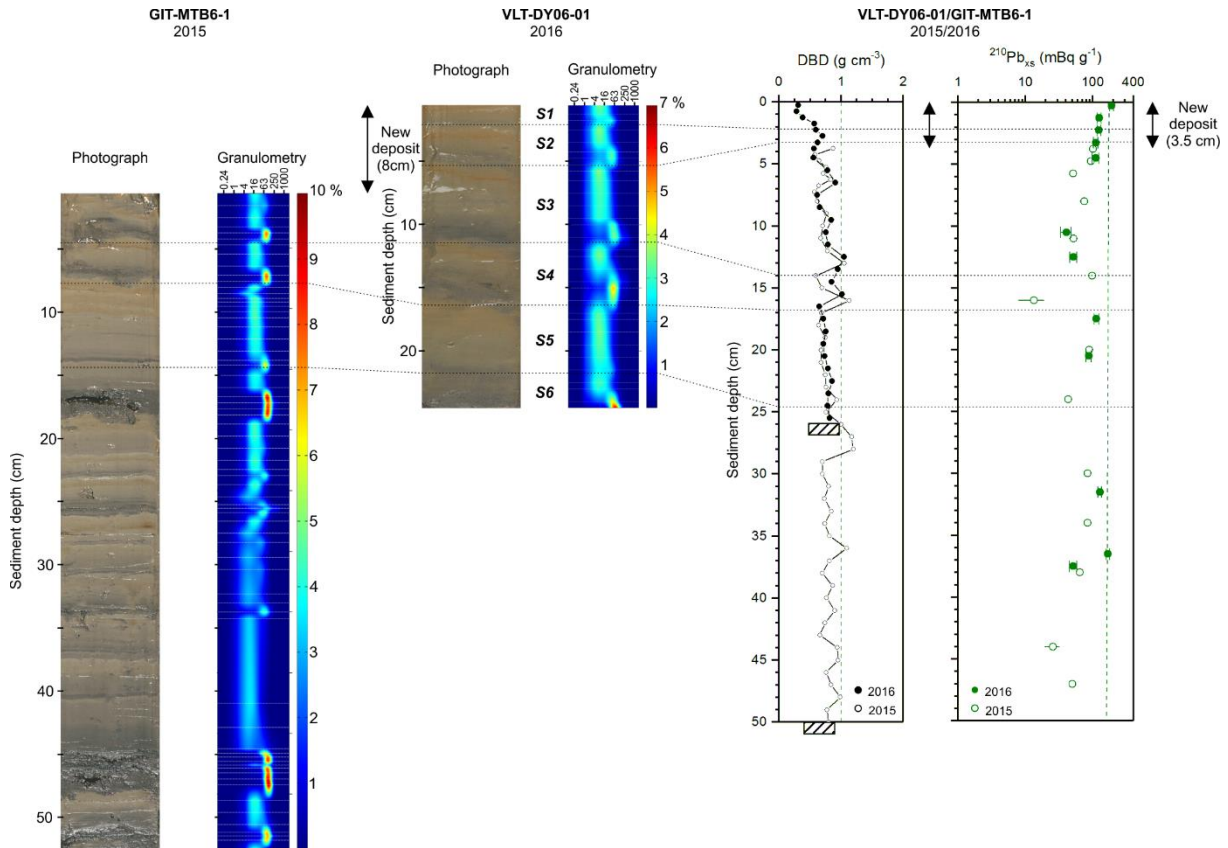 GIT-MTB6-1
2015
VLT-DY06-01
2016
VLT-DY06-01/GIT-MTB6-1
2015/2016
Photograph
Granulometry
0.24
1
4
16
63
250
1000
10 %
9
8
7
6
5
4
3
2
1
Sediment depth (cm)
10
20
30
40
50
New
deposit
(8cm)
Photograph
Granulometry
0.24
1
4
16
63
250
1000
7 %
6
5
4
3
2
1
Sediment depth (cm)
10
20
S1
S2
S3
S4
S5
S6
DBD (g cm⁻³)
0 1 2
Sediment depth (cm)
0
5
10
15
20
25
30
35
40
45
50
2016
2015
²¹⁰Pbxs (mBq g⁻¹)
1 10 100 400
2016
2015
New
deposit
(3.5 cm)